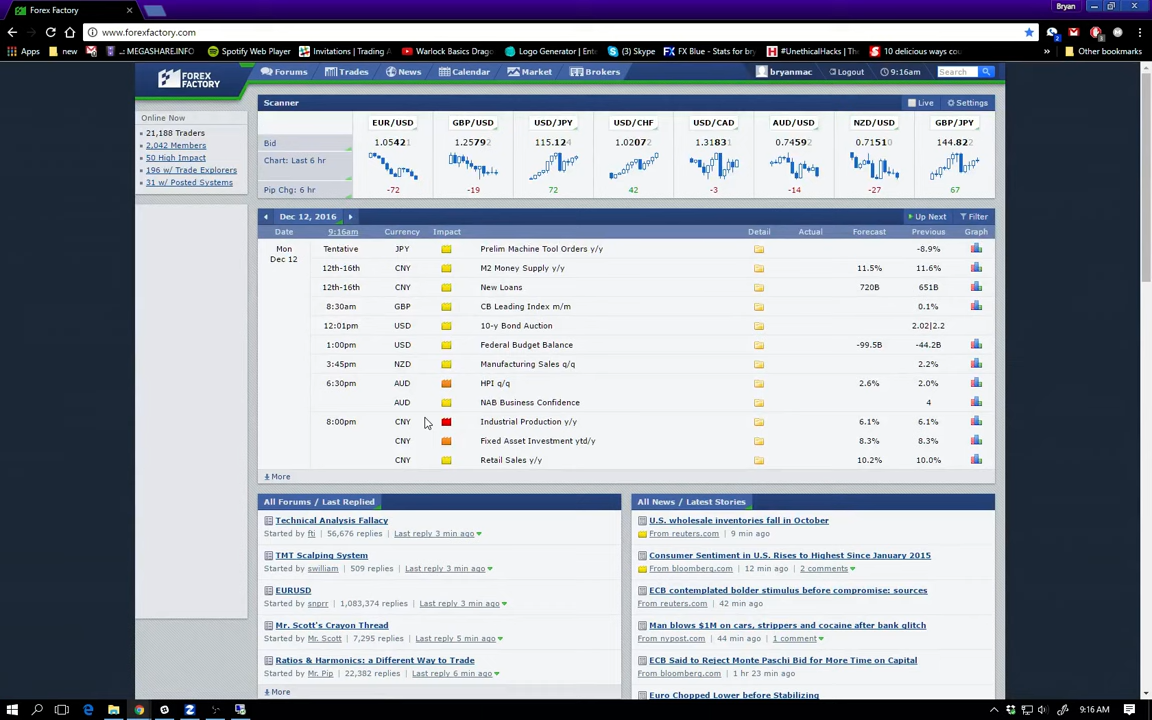 Forex Factory
Bryan
www.forexfactory.com
Apps new MEGASHARE.INFO Spotify Web Player Invitations | Trading Warlock Basics Drago Logo Generator | Eng (3) Skype FX Blue - Stats for b #UnethicalHacks | The 10 delicious ways cou » Other bookmarks
FOREX FACTORY
Forums Trades News Calendar Market Brokers bryanmac Logout 9:16am Search
Online Now
21,188 Traders
2,042 Members
50 High Impact
196 w/ Trade Explorers
31 w/ Posted Systems
Scanner Live Settings
EUR/USD GBP/USD USD/JPY USD/CHF USD/CAD AUD/USD NZD/USD GBP/JPY
Bid 1.05421 1.25792 115.124 1.02072 1.31831 0.74592 0.71510 144.822
Chart: Last 6 hr
Pip Chg: 6 hr -72 -19 72 42 -3 -14 -27 67
Dec 12, 2016 Up Next Filter
Date 9:16am Currency Impact Detail Actual Forecast Previous Graph
Mon Dec 12 Tentative JPY Prelim Machine Tool Orders y/y -8.9%
12th-16th CNY M2 Money Supply y/y 11.5% 11.6%
12th-16th CNY New Loans 720B 651B
8:30am GBP CB Leading Index m/m 0.1%
12:01pm USD 10-y Bond Auction 2.02|2.2
1:00pm USD Federal Budget Balance -99.5B -44.2B
3:45pm NZD Manufacturing Sales q/q 2.2%
6:30pm AUD HPI q/q 2.6% 2.0%
AUD NAB Business Confidence 4
8:00pm CNY Industrial Production y/y 6.1% 6.1%
CNY Fixed Asset Investment ytd/y 8.3% 8.3%
CNY Retail Sales y/y 10.2% 10.0%
More
All Forums / Last Replied
Technical Analysis Fallacy
Started by fti | 56,676 replies | Last reply 3 min ago
TMT Scalping System
Started by swilliam | 509 replies | Last reply 3 min ago
EURUSD
Started by snprr | 1,083,374 replies | Last reply 3 min ago
Mr. Scott's Crayon Thread
Started by Mr. Scott | 7,295 replies | Last reply 5 min ago
Ratios & Harmonics: a Different Way to Trade
Started by Mr. Pip | 22,382 replies | Last reply 6 min ago
More
All News / Latest Stories
U.S. wholesale inventories fall in October
From reuters.com | 9 min ago
Consumer Sentiment in U.S. Rises to Highest Since January 2015
From bloomberg.com | 12 min ago | 2 comments
ECB contemplated bolder stimulus before compromise: sources
From reuters.com | 42 min ago
Man blows $1M on cars, strippers and cocaine after bank glitch
From nypost.com | 44 min ago | 1 comment
ECB Said to Reject Monte Paschi Bid for More Time on Capital
From bloomberg.com | 1 hr 23 min ago
Euro Chopped Lower before Stabilizing
9:16 AM